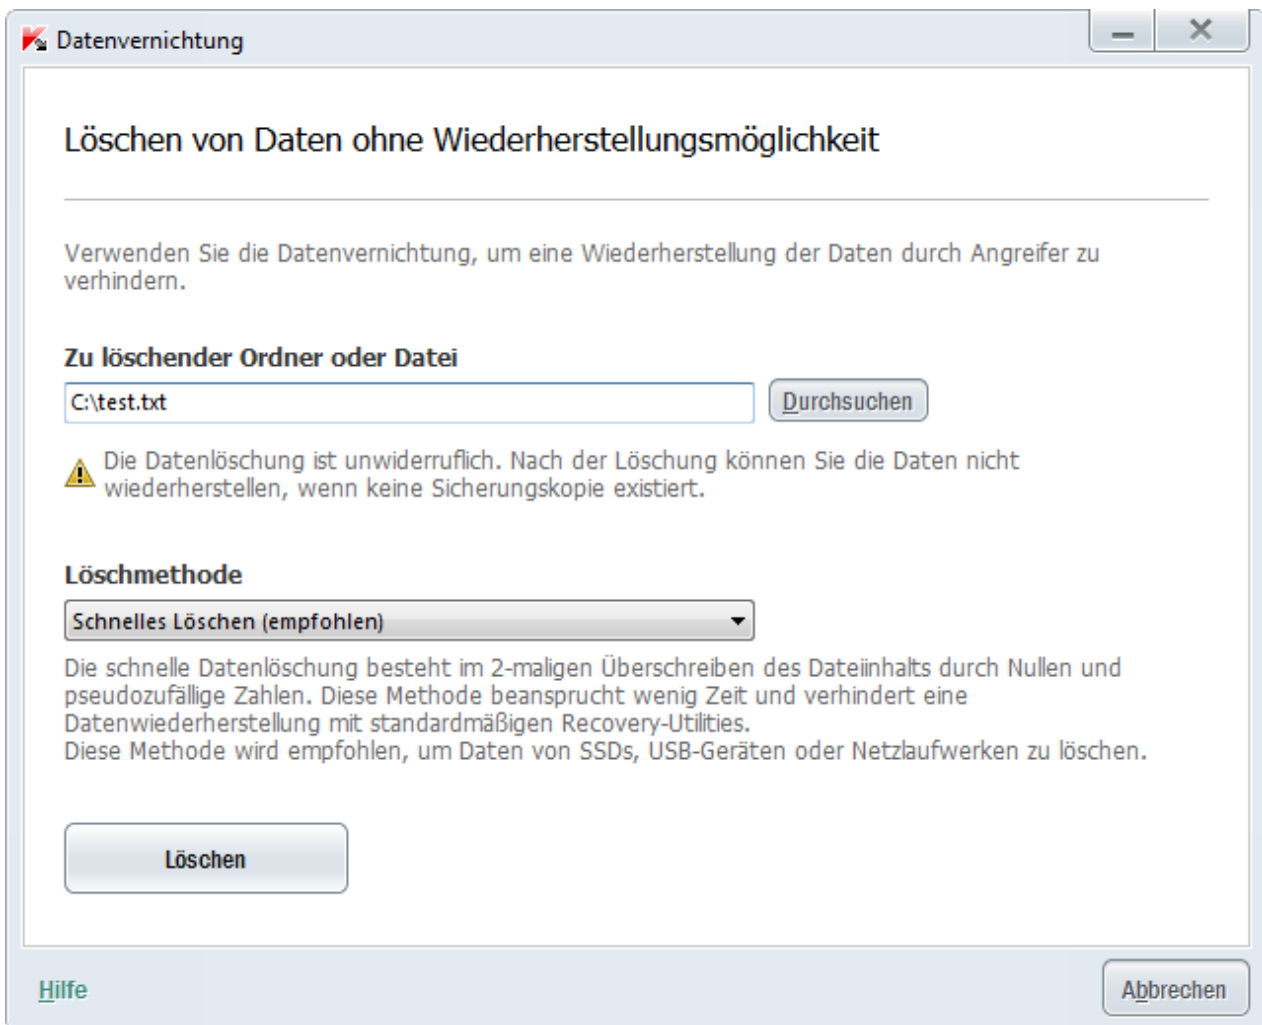 Datenvernichtung
Löschen von Daten ohne Wiederherstellungsmöglichkeit
Verwenden Sie die Datenvernichtung, um eine Wiederherstellung der Daten durch Angreifer zu
verhindern.
Zu löschender Ordner oder Datei
C:\test.txt
Durchsuchen
Die Datenlöschung ist unwiderruflich. Nach der Löschung können Sie die Daten nicht
wiederherstellen, wenn keine Sicherungskopie existiert.
Löschmethode
Schnelles Löschen (empfohlen)
Die schnelle Datenlöschung besteht im 2-maligen Überschreiben des Dateiinhalts durch Nullen und
pseudozufällige Zahlen. Diese Methode beansprucht wenig Zeit und verhindert eine
Datenwiederherstellung mit standardmäßigen Recovery-Utilities.
Diese Methode wird empfohlen, um Daten von SSDs, USB-Geräten oder Netzlaufwerken zu löschen.
Löschen
Hilfe
Abbrechen